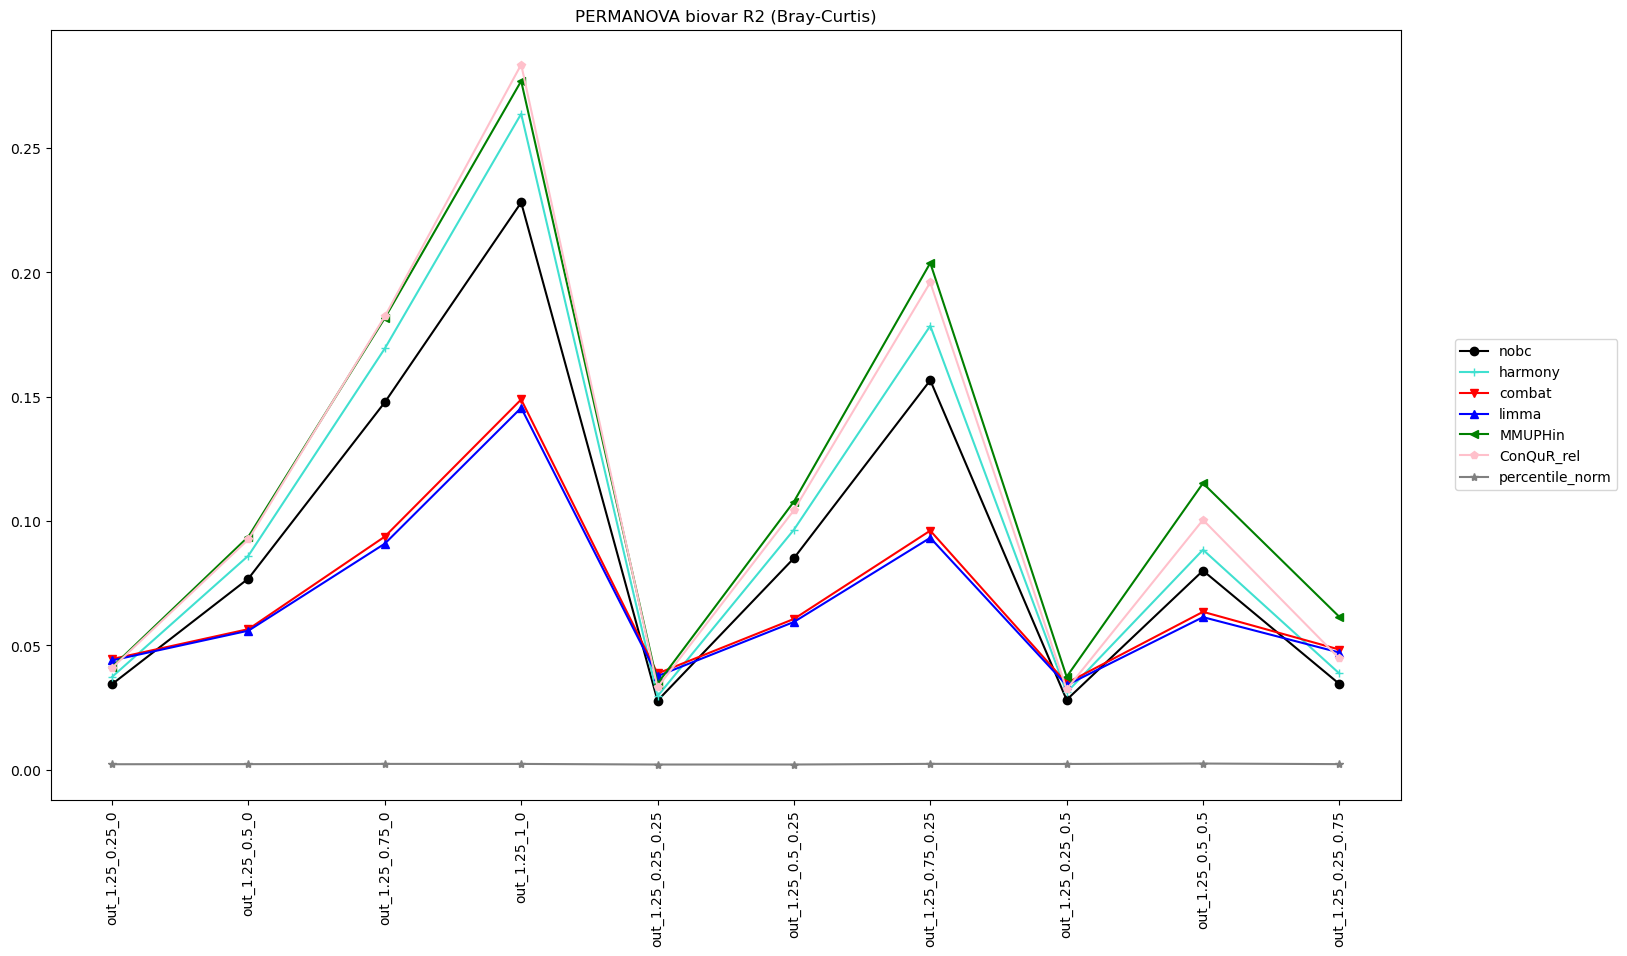 PERMANOVA biovar R2 (Bray-Curtis)
0.25
0.20
0.15
0.10
0.05
0.00
out_1.25_0.25_0
out_1.25_0.5_0
out_1.25_0.75_0
out_1.25_1_0
out_1.25_0.25_0.25
out_1.25_0.5_0.25
out_1.25_0.75_0.25
out_1.25_0.25_0.5
out_1.25_0.5_0.5
out_1.25_0.25_0.75
nobc
harmony
combat
limma
MMUPHin
ConQuR_rel
percentile_norm